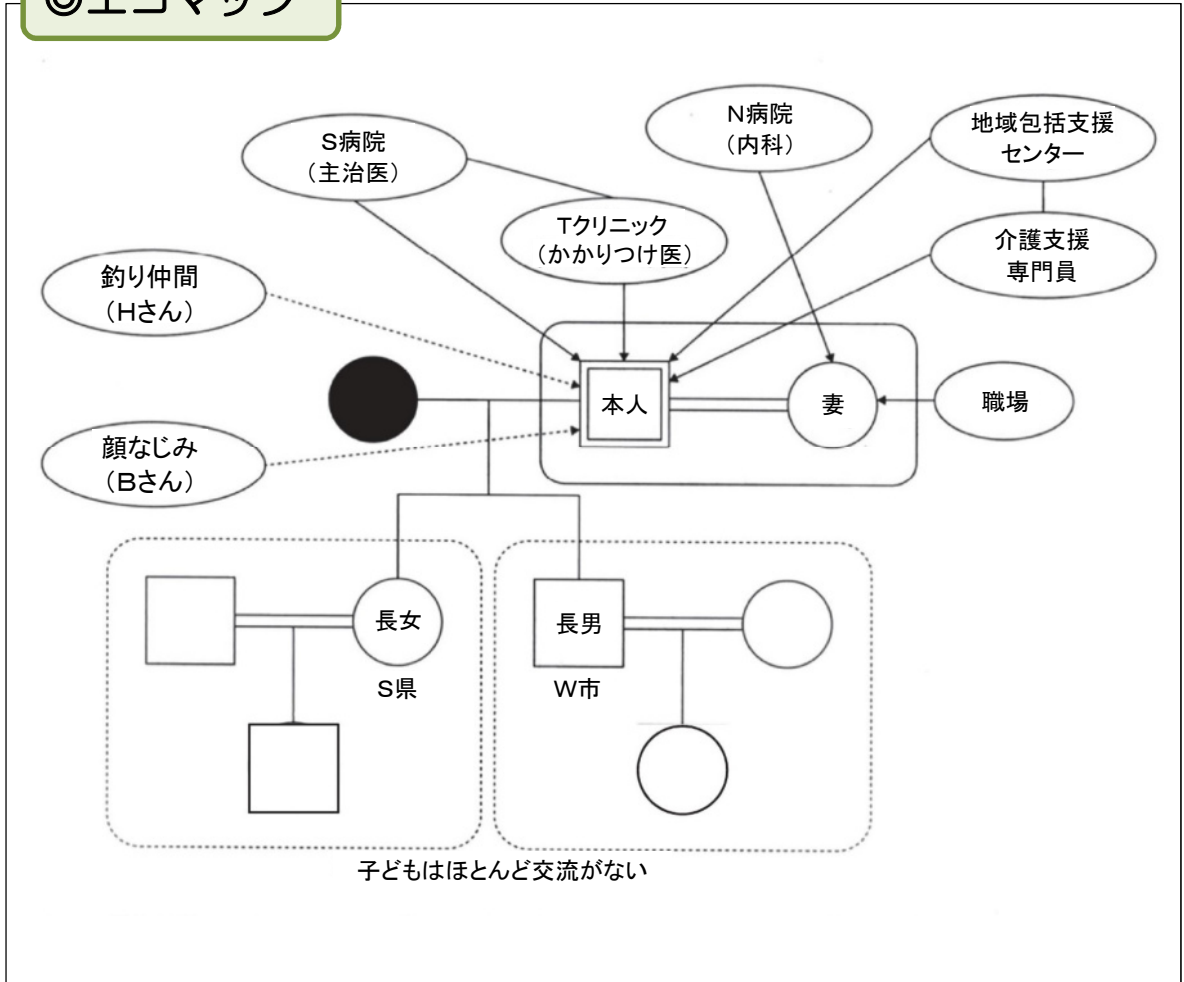 ◎エコマップ
N病院
(内科)
地域包括支援
センター
S病院
(主治医)
Tクリニック
(かかりつけ医)
介護支援
専門員
釣り仲間
(Hさん)
本人
妻
職場
顔なじみ
(Bさん)
長女
長男
S県
W市
子どもはほとんど交流がない